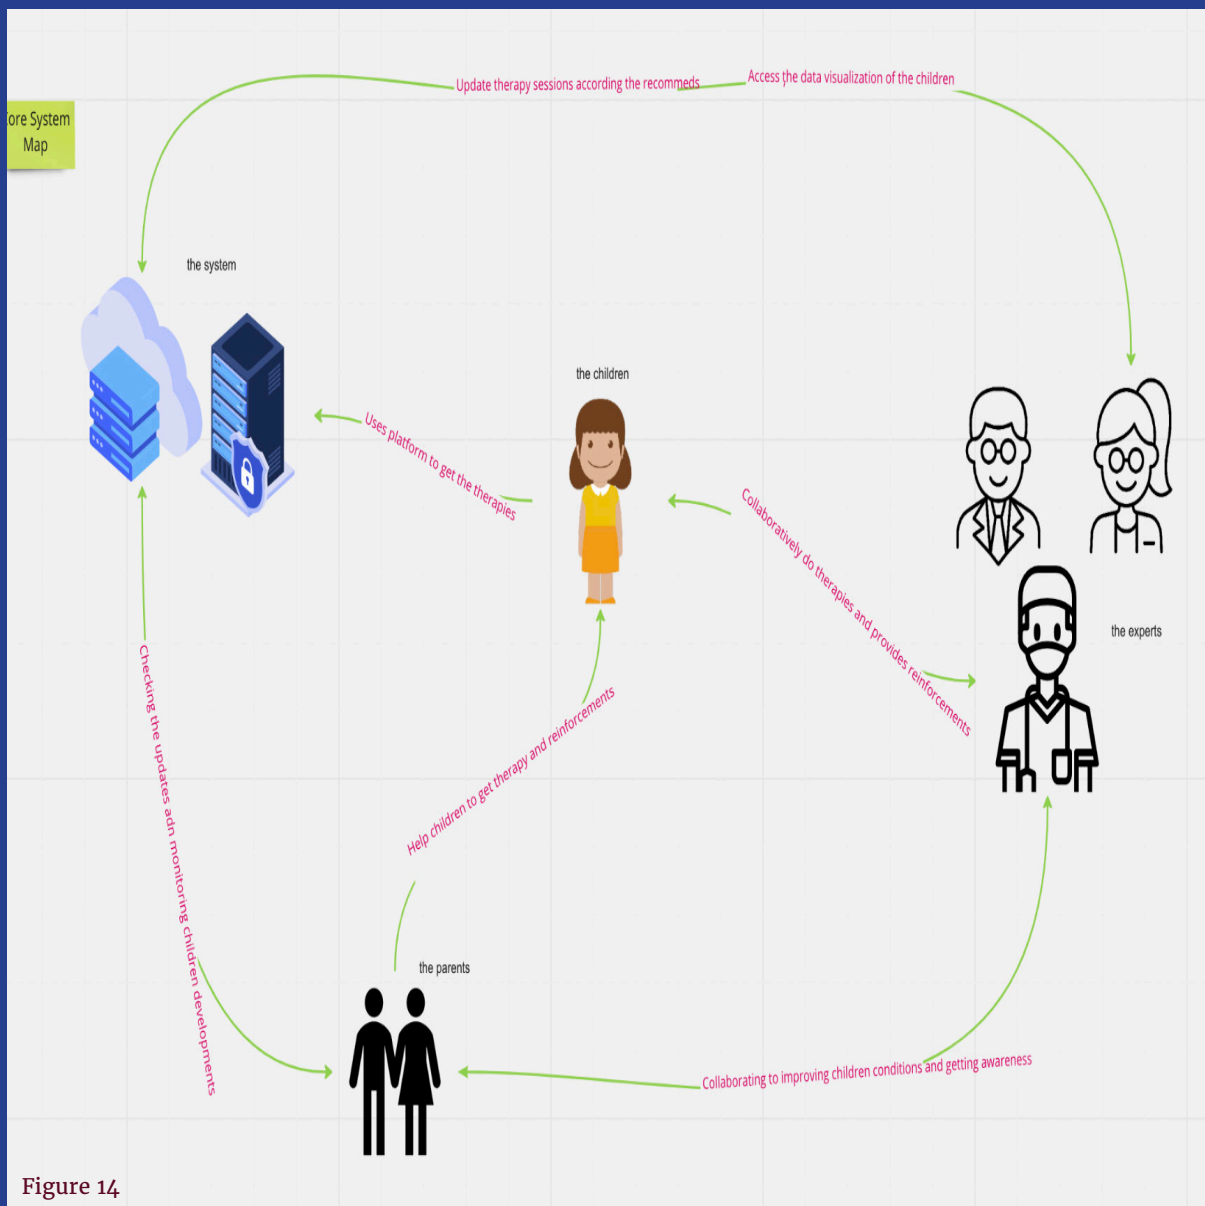 Update therapy sessions according the recommeds
Access the data visualization of the children
ore System
Map
the system
the children
Uses platform to get the therapies
Collaboratively do therapies and provides reinforcements
the experts
Checking the updates adn monitoring children developments
Help children to get therapy and reinforcements
the parents
Collaborating to improving children conditions and getting awareness
Figure 14